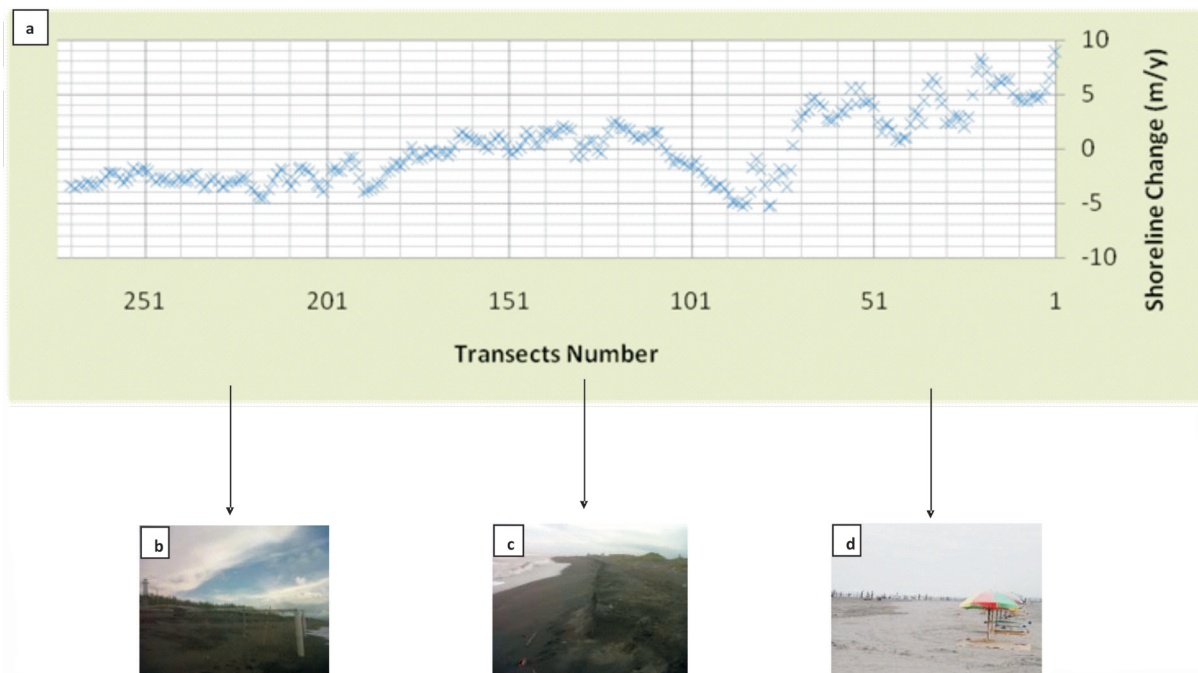 a
10
5
0
-5
-10
Shoreline Change (m/y)
251 201 151 101 51 1
Transects Number
b
c
d